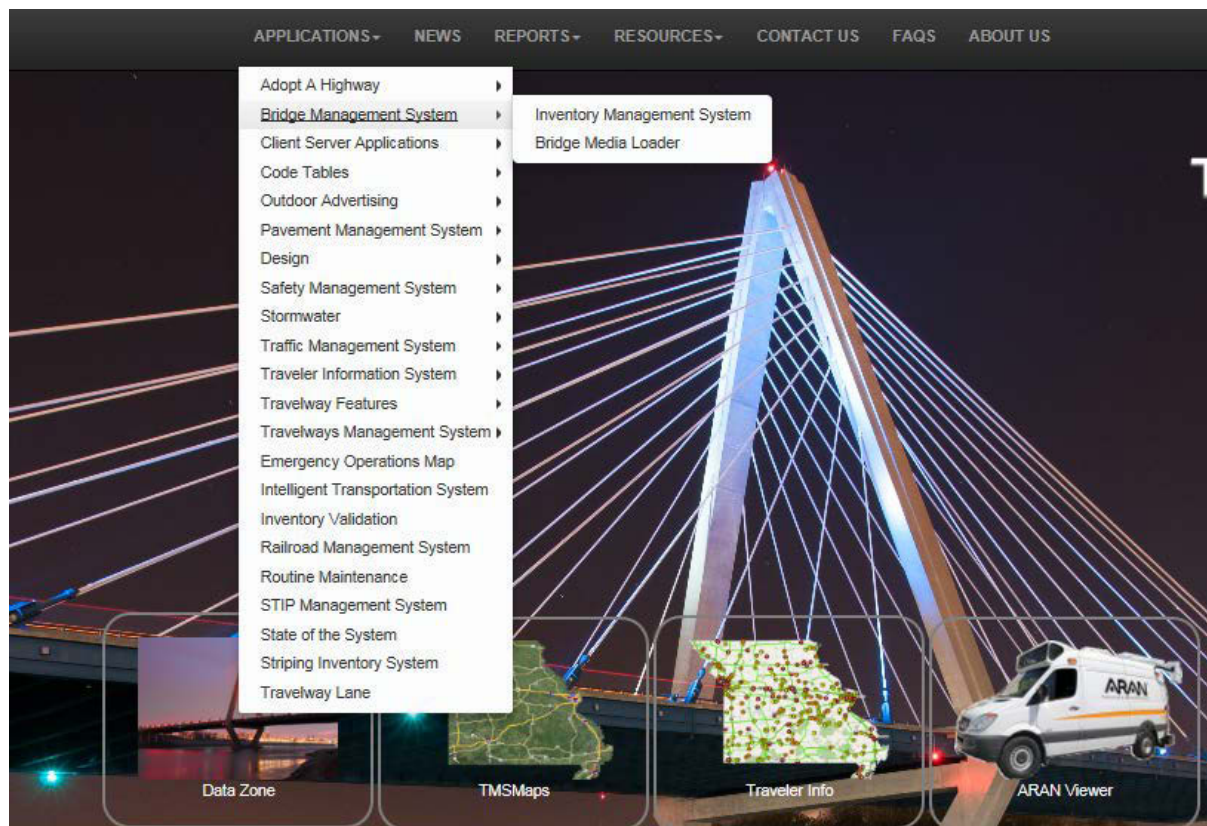 APPLICATIONS NEWS REPORTS RESOURCES CONTACT US FAQS ABOUT US
Adopt A Highway
Bridge Management System
Inventory Management System
Bridge Media Loader
Client Server Applications
Code Tables
Outdoor Advertising
Pavement Management System
Design
Safety Management System
Stormwater
Traffic Management System
Traveler Information System
Travelway Features
Travelways Management System
Emergency Operations Map
Intelligent Transportation System
Inventory Validation
Railroad Management System
Routine Maintenance
STIP Management System
State of the System
Striping Inventory System
Travelway Lane
ARAN
Data Zone TMSMaps Traveler Info ARAN Viewer